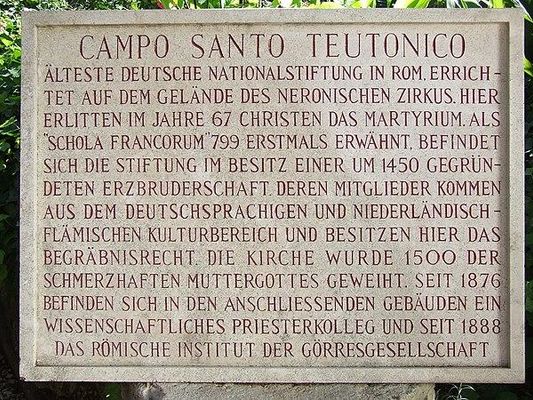 CAMPO SANTO TEUTONICO
ÄLTESTE DEUTSCHE NATIONALSTIFTUNG IN ROM. ERRICH-
TET AUF DEM GELÄNDE DES NERONISCHEN ZIRKUS. HIER
ERLITTEN IM JAHRE 67 CHRISTEN DAS MARTYRIUM. ALS
"SCHOLA FRANCORUM" 799 ERSTMALS ERWÄHNT, BEFINDET
SICH DIE STIFTUNG IM BESITZ EINER UM 1450 GEGRÜN-
DETEN ERZBRUDERSCHAFT, DEREN MITGLIEDER KOMMEN
AUS DEM DEUTSCHSPRACHIGEN UND NIEDERLÄNDISCH-
FLÄMISCHEN KULTURBEREICH UND BESITZEN HIER DAS
BEGRÄBNISRECHT. DIE KIRCHE WURDE 1500 DER
SCHMERZHAFTEN MUTTERGOTTES GEWEIHT. SEIT 1876
BEFINDEN SICH IN DEN ANSCHLIESSENDEN GEBÄUDEN EIN
WISSENSCHAFTLICHES PRIESTERKOLLEG UND SEIT 1888
DAS RÖMISCHE INSTITUT DER GÖRRESGESELLSCHAFT